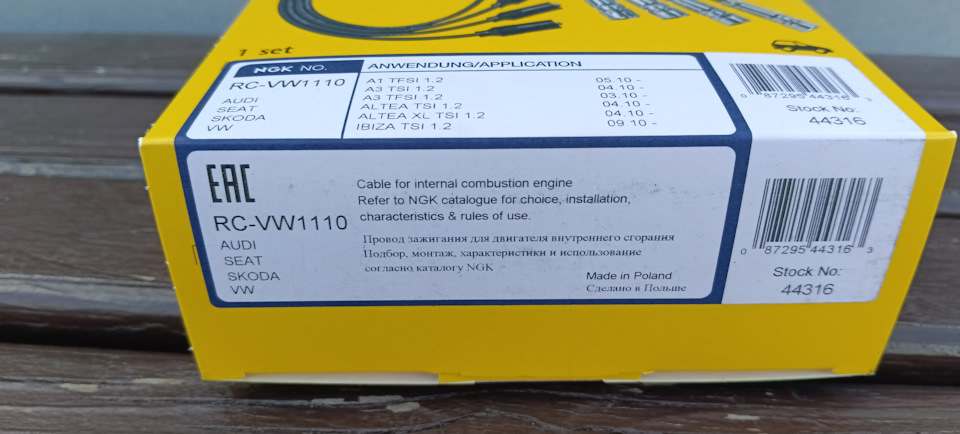 1 set
NGK NO.
RC-VW1110
AUDI
SEAT
SKODA
VW
ANWENDUNG/APPLICATION
A1 TFSI 1.2 05.10 -
A3 TSI 1.2 04.10 -
A3 TFSI 1.2 03.10 -
ALTEA TSI 1.2 04.10 -
ALTEA XL TSI 1.2 04.10 -
IBIZA TSI 1.2 09.10 -
0 87295 44316 3
Stock No:
44316
EAC
RC-VW1110
AUDI
SEAT
SKODA
VW
Cable for internal combustion engine
Refer to NGK catalogue for choice, installation,
characteristics & rules of use.
Провод зажигания для двигателя внутреннего сгорания
Подбор, монтаж, характеристики и использование
согласно каталогу NGK
Made in Poland
Сделано в Польше
0 87295 44316 3
Stock No:
44316